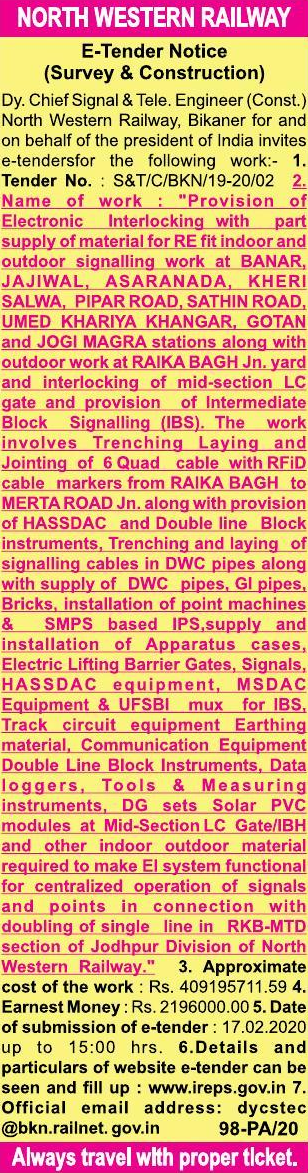 NORTH WESTERN RAILWAY
E-Tender Notice
(Survey & Construction)
Dy. Chief Signal & Tele. Engineer (Const.)
North Western Railway, Bikaner for and
on behalf of the president of India invites
e-tendersfor the following work:- 1.
Tender No. : S&T/C/BKN/19-20/02 2.
Name of work : "Provision of
Electronic Interlocking with part
supply of material for RE fit indoor and
outdoor signalling work at BANAR,
JAJIWAL, ASARANADA, KHERI
SALWA, PIPAR ROAD, SATHIN ROAD,
UMED KHARIYA KHANGAR, GOTAN
and JOGI MAGRA stations along with
outdoor work at RAIKA BAGH Jn. yard
and interlocking of mid-section LC
gate and provision of Intermediate
Block Signalling (IBS). The work
involves Trenching Laying and
Jointing of 6 Quad cable with RFiD
cable markers from RAIKA BAGH to
MERTA ROAD Jn. along with provision
of HASSDAC and Double line Block
instruments, Trenching and laying of
signalling cables in DWC pipes along
with supply of DWC pipes, GI pipes,
Bricks, installation of point machines
& SMPS based IPS,supply and
installation of Apparatus cases,
Electric Lifting Barrier Gates, Signals,
HASSDAC equipment, MSDAC
Equipment & UFSBI mux for IBS,
Track circuit equipment Earthing
material, Communication Equipment
Double Line Block Instruments, Data
loggers, Tools & Measuring
instruments, DG sets Solar PVC
modules at Mid-Section LC Gate/IBH
and other indoor outdoor material
required to make EI system functional
for centralized operation of signals
and points in connection with
doubling of single line in RKB-MTD
section of Jodhpur Division of North
Western Railway." 3. Approximate
cost of the work : Rs. 409195711.59 4.
Earnest Money : Rs. 2196000.00 5. Date
of submission of e-tender : 17.02.2020
up to 15:00 hrs. 6.Details and
particulars of website e-tender can be
seen and fill up : www.ireps.gov.in 7.
Official email address: dycstec
@bkn.railnet. gov.in 98-PA/20
Always travel with proper ticket.